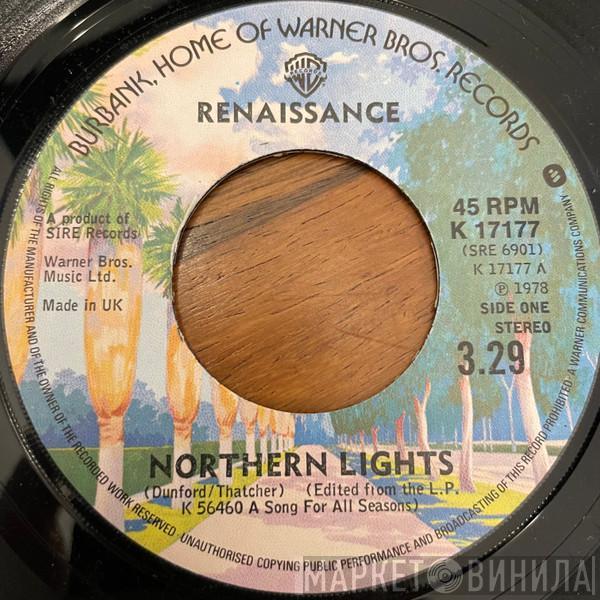 BURBANK, HOME OF WARNER BROS. RECORDS
RENAISSANCE
A product of
SIRE Records
Warner Bros.
Music Ltd.
Made in UK
45 RPM
K 17177
(SRE 6901)
K 17177 A
℗ 1978
SIDE ONE
STEREO
3.29
NORTHERN LIGHTS
(Dunford/Thatcher) (Edited from the L.P.
K 56460 A Song For All Seasons)
ALL RIGHTS OF THE MANUFACTURER AND OF THE OWNER OF THE RECORDED WORK RESERVED · UNAUTHORISED COPYING PUBLIC PERFORMANCE AND BROADCASTING OF THIS RECORD PROHIBITED · A WARNER COMMUNICATIONS COMPANY.
МАРКЕТ ВИНИЛА